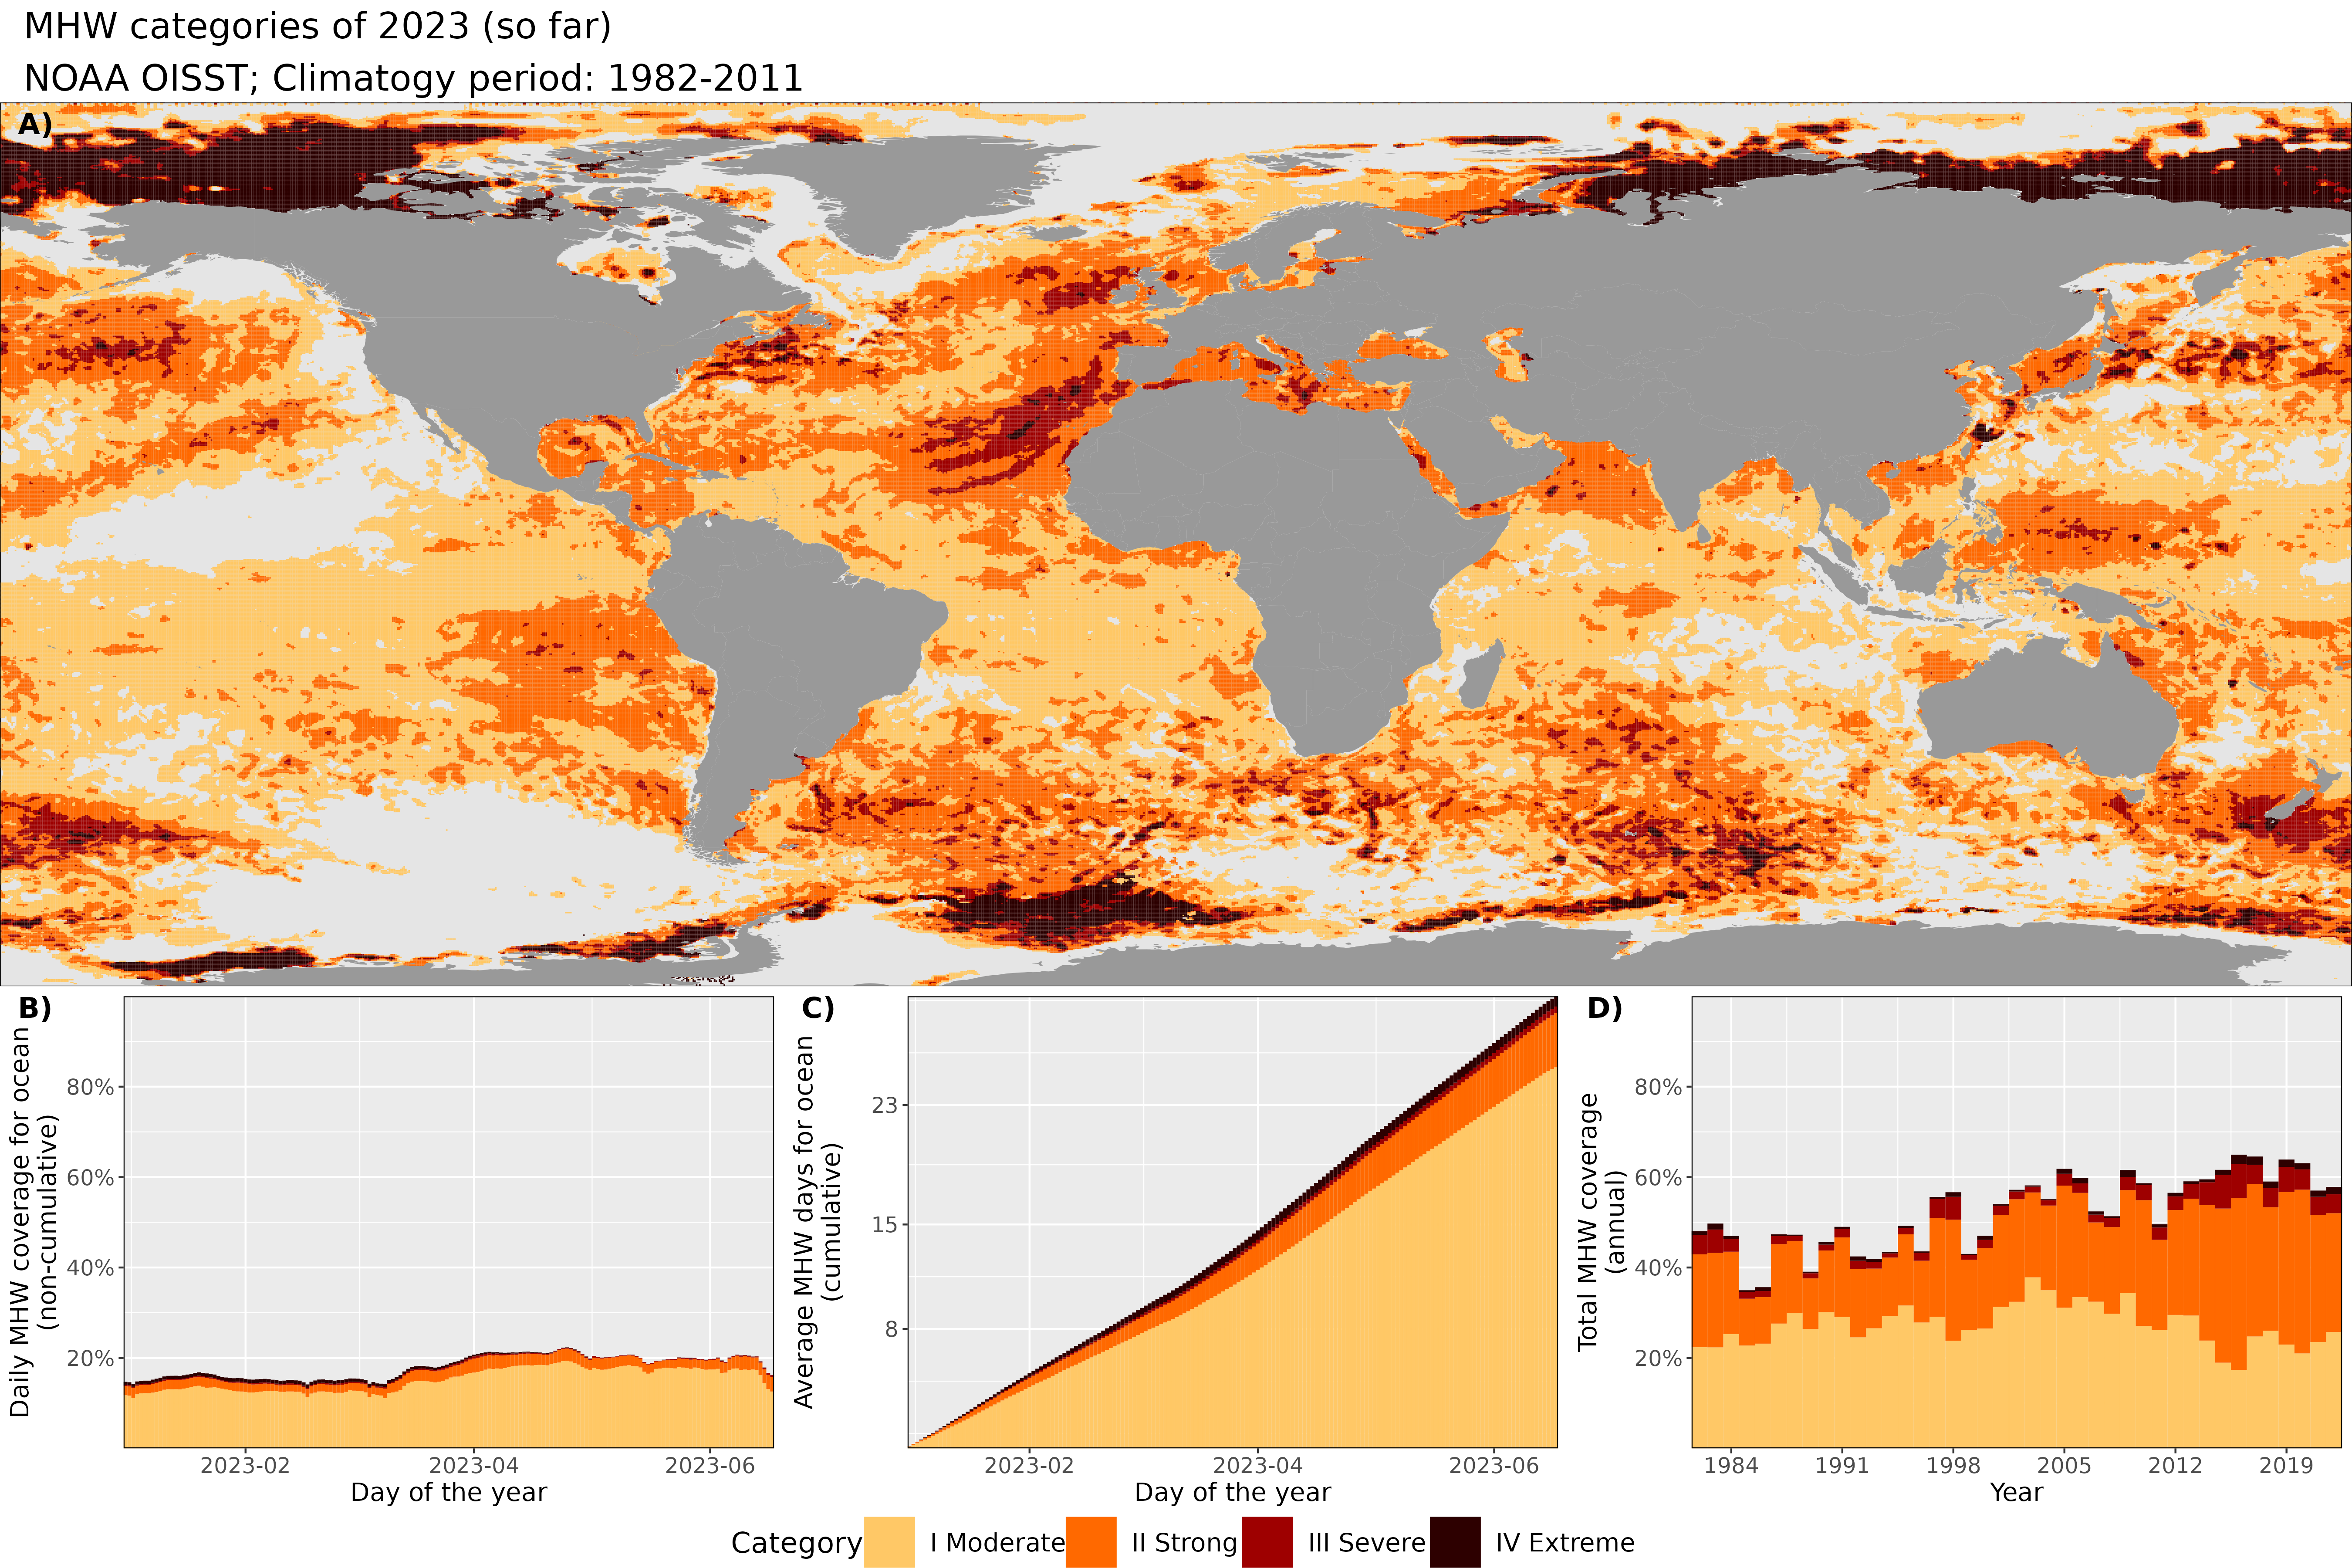 MHW categories of 2023 (so far)
NOAA OISST; Climatogy period: 1982-2011
A)
B)
Daily MHW coverage for ocean
(non-cumulative)
80%
60%
40%
20%
2023-02
2023-04
2023-06
Day of the year
C)
Average MHW days for ocean
(cumulative)
23
15
8
2023-02
2023-04
2023-06
Day of the year
D)
Total MHW coverage
(annual)
80%
60%
40%
20%
1984
1991
1998
2005
2012
2019
Year
Category I Moderate II Strong III Severe IV Extreme